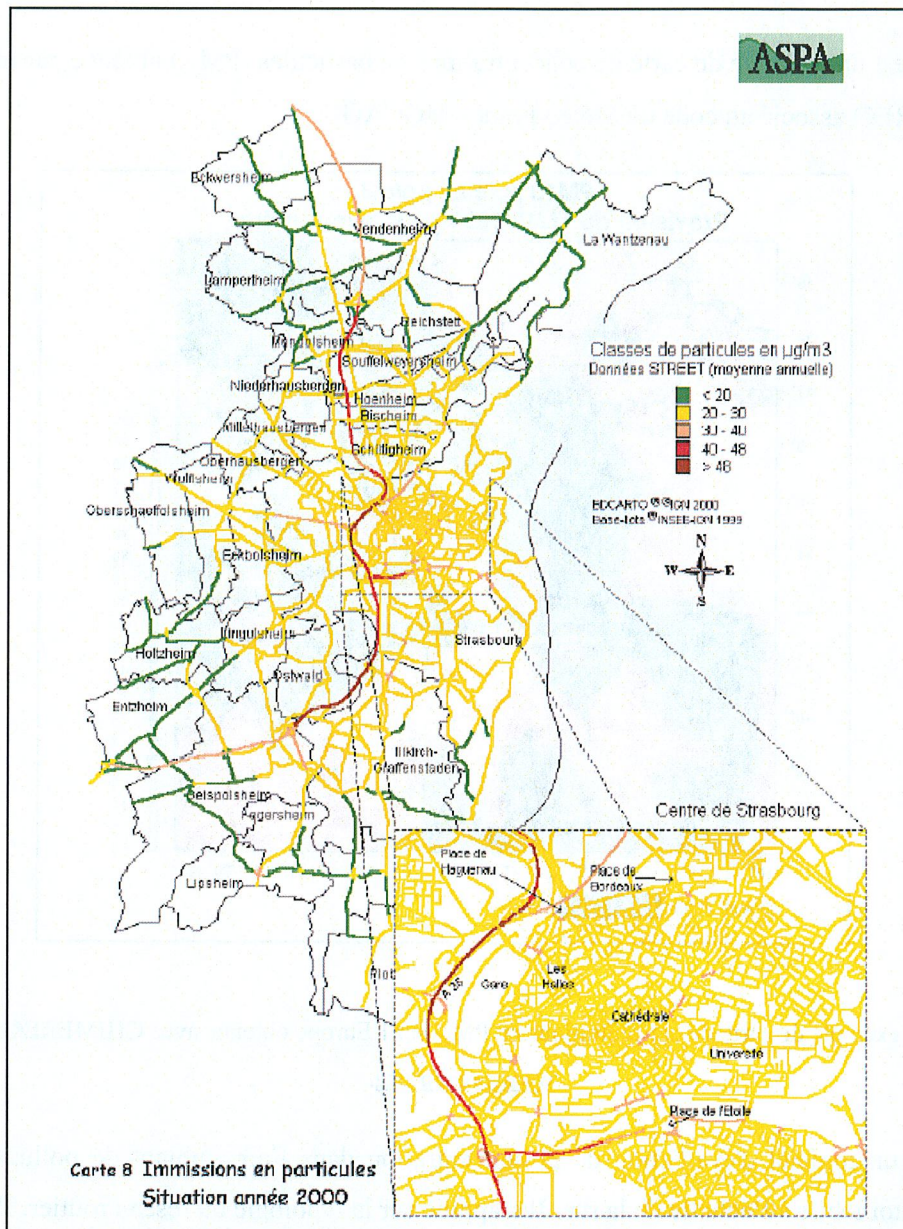 ASPA
Eckwersheim
Vendenheim
La Wantzenau
Lampertheim
Reichstett
Mundolsheim
Souffelweyersheim
Niederhausbergen
Hoenheim
Bischeim
Mittelhausbergen
Schiltigheim
Oberhausbergen
Wolfisheim
Oberschaeffolsheim
Eckbolsheim
Lingolsheim
Strasbourg
Holtzheim
Ostwald
Entzheim
Illkirch-
Graffenstaden
Geispolsheim
Fegersheim
Lipsheim
Classes de particules en µg/m3
Données STREET (moyenne annuelle)
< 20
20 - 30
30 - 40
40 - 48
> 48
BDCARTO ® ©IGN 2000
Base-Ilots ®INSEE-IGN 1999
N
W E
S
Centre de Strasbourg
Place de
Haguenau
Place de
Bordeaux
Gare
Les
Halles
A 35
Cathédrale
Université
Place de l'Etoile
Carte 8 Immissions en particules
Situation année 2000